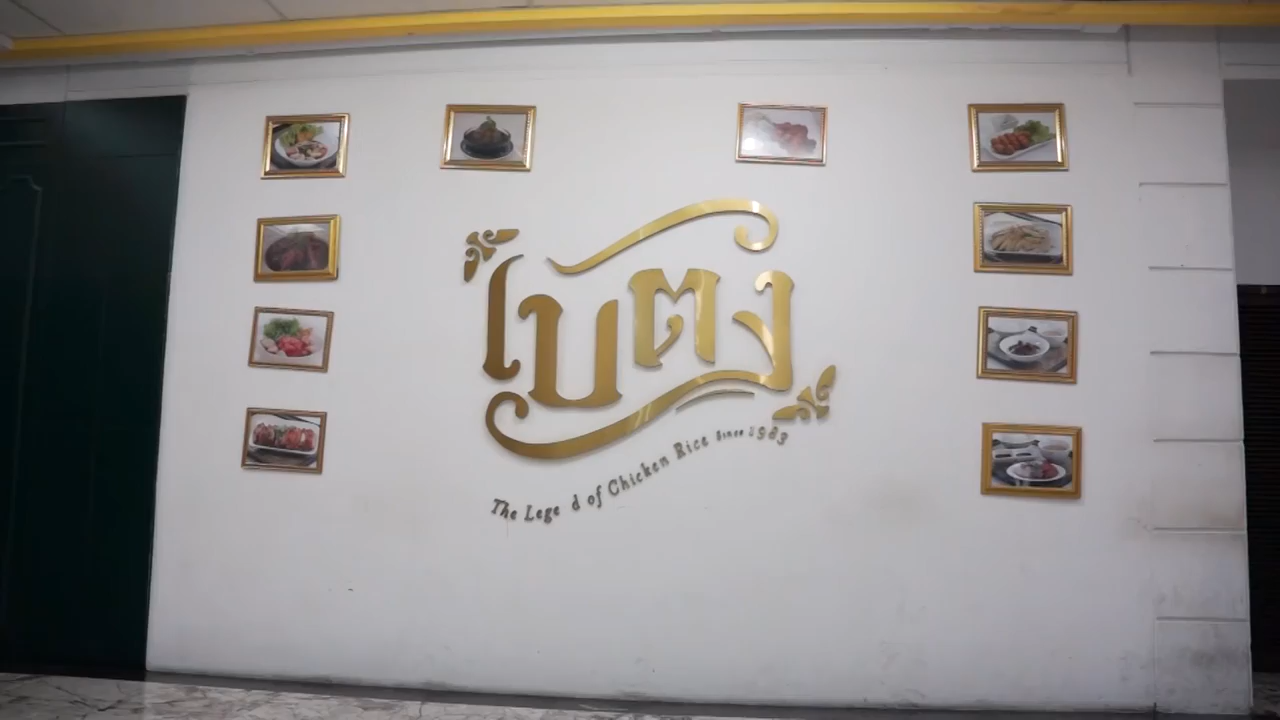 เบตง
The Lege d of Chicken Rice Since 1983